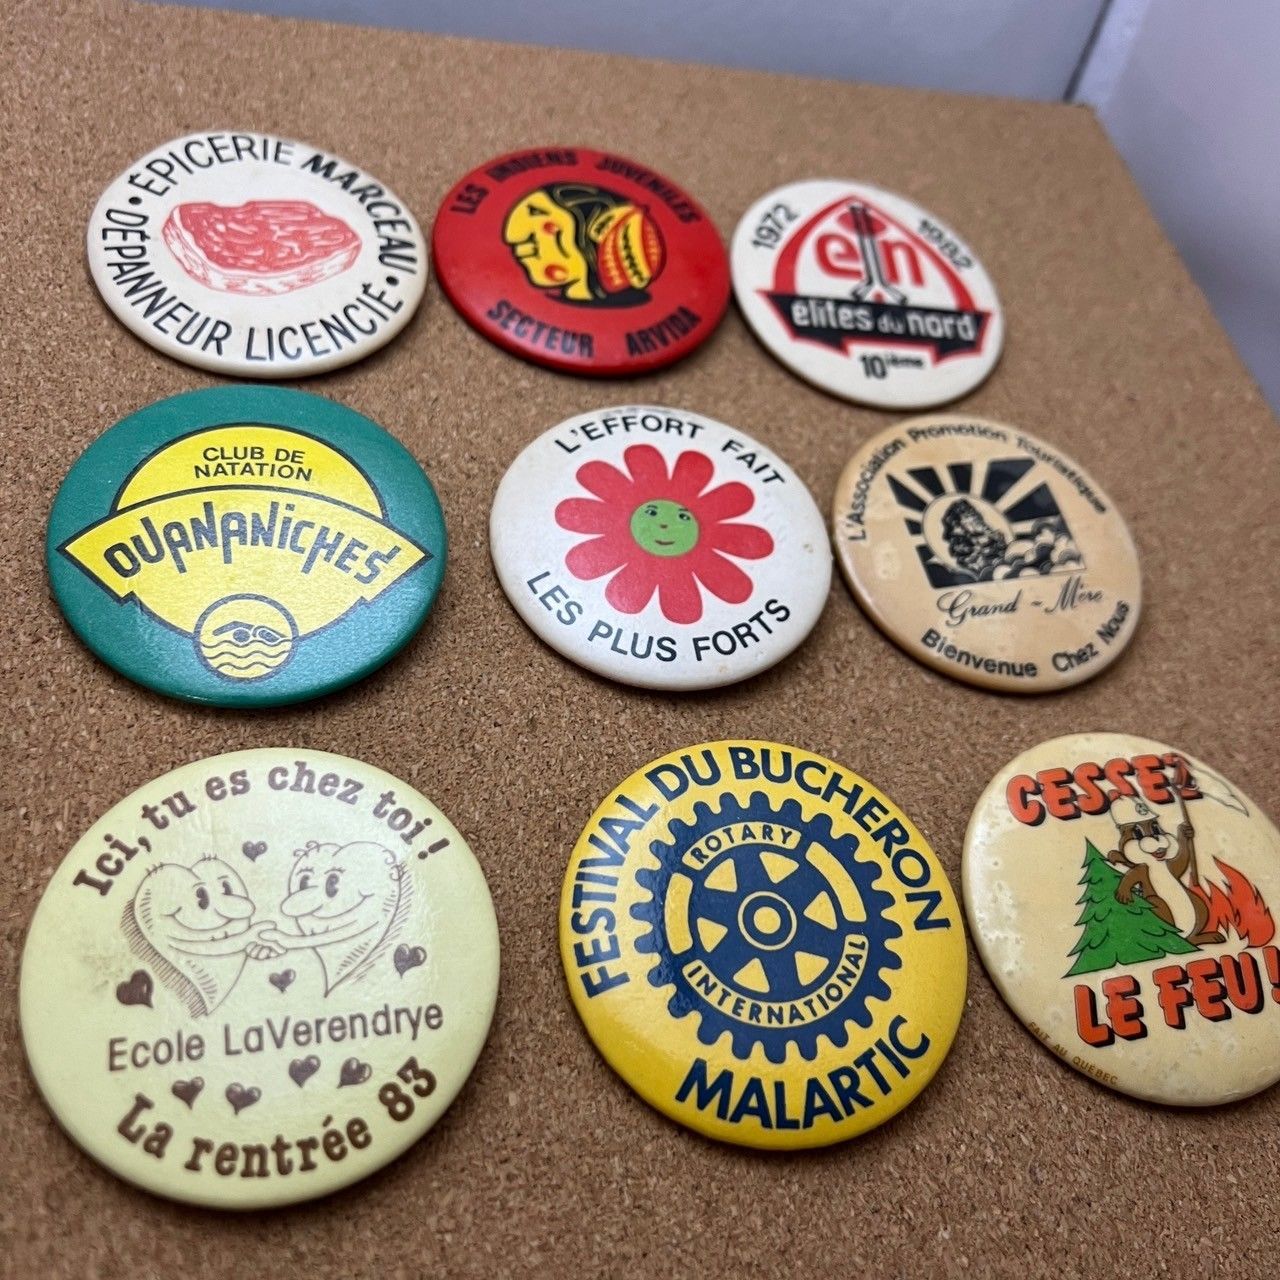 ÉPICERIE MARCEAU
• DÉPANNEUR LICENCIÉ •
LES INDIENS JUVENILES
SECTEUR ARVIDA
1972 1982
en
élites du nord
10ième
CLUB DE
NATATION
OUANANICHES
L'EFFORT FAIT
LES PLUS FORTS
L'Association Promotion Touristique
Grand-Mère
Bienvenue Chez Nous
Ici, tu es chez toi!
Ecole LaVerendrye
La rentrée 83
FESTIVAL DU BUCHERON
ROTARY
INTERNATIONAL
MALARTIC
CESSEZ
LE FEU!
FAIT AU QUÉBEC